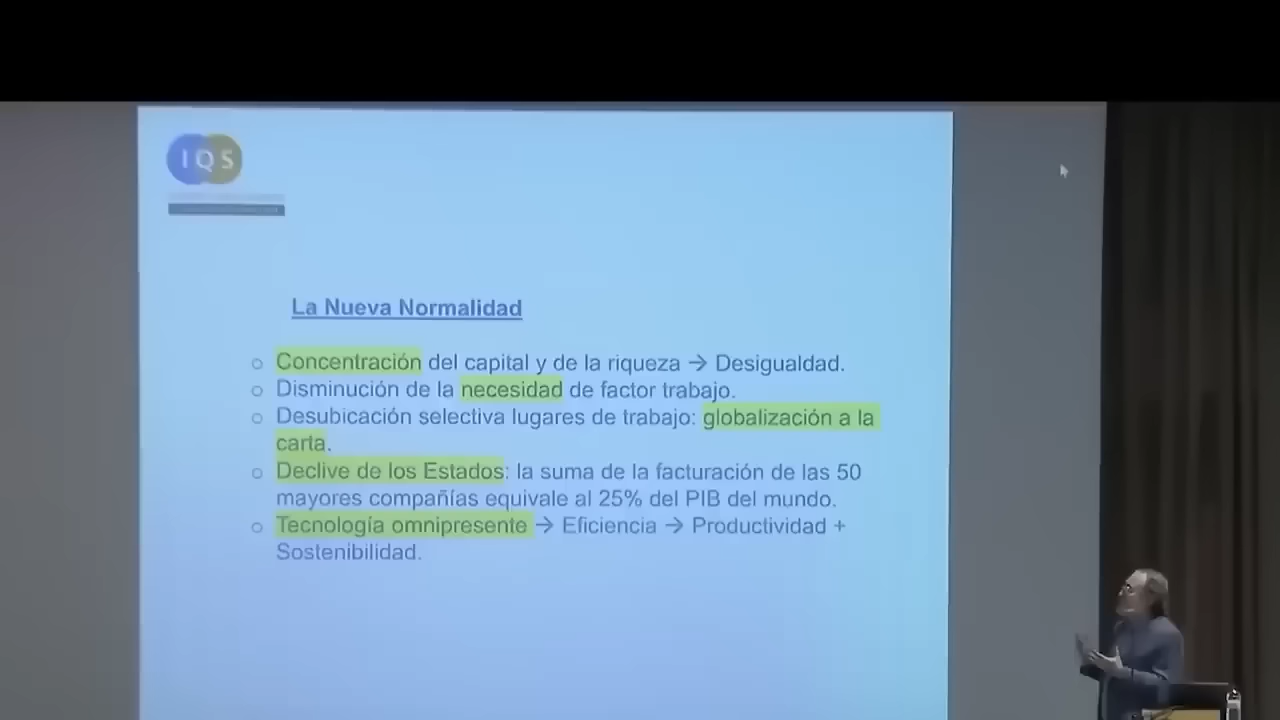 IQS
La Nueva Normalidad
o Concentración del capital y de la riqueza → Desigualdad.
o Disminución de la necesidad de factor trabajo.
o Desubicación selectiva lugares de trabajo: globalización a la
carta.
o Declive de los Estados: la suma de la facturación de las 50
mayores compañías equivale al 25% del PIB del mundo.
o Tecnología omnipresente → Eficiencia → Productividad +
Sostenibilidad.